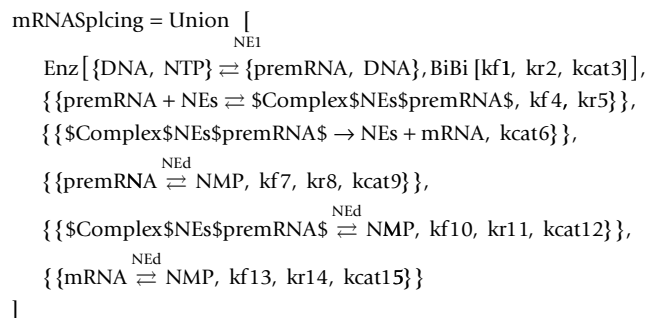 mRNASplcing = Union [
NE1
Enz[{DNA, NTP} ⇌ {premRNA, DNA}, BiBi [kf1, kr2, kcat3]],
{{premRNA + NEs ⇌ $Complex$NEs$premRNA$, kf4, kr5}},
{{$Complex$NEs$premRNA$ → NEs + mRNA, kcat6}},
NEd
{{premRNA ⇄ NMP, kf7, kr8, kcat9}},
NEd
{{$Complex$NEs$premRNA$ ⇄ NMP, kf10, kr11, kcat12}},
NEd
{{mRNA ⇄ NMP, kf13, kr14, kcat15}}
]